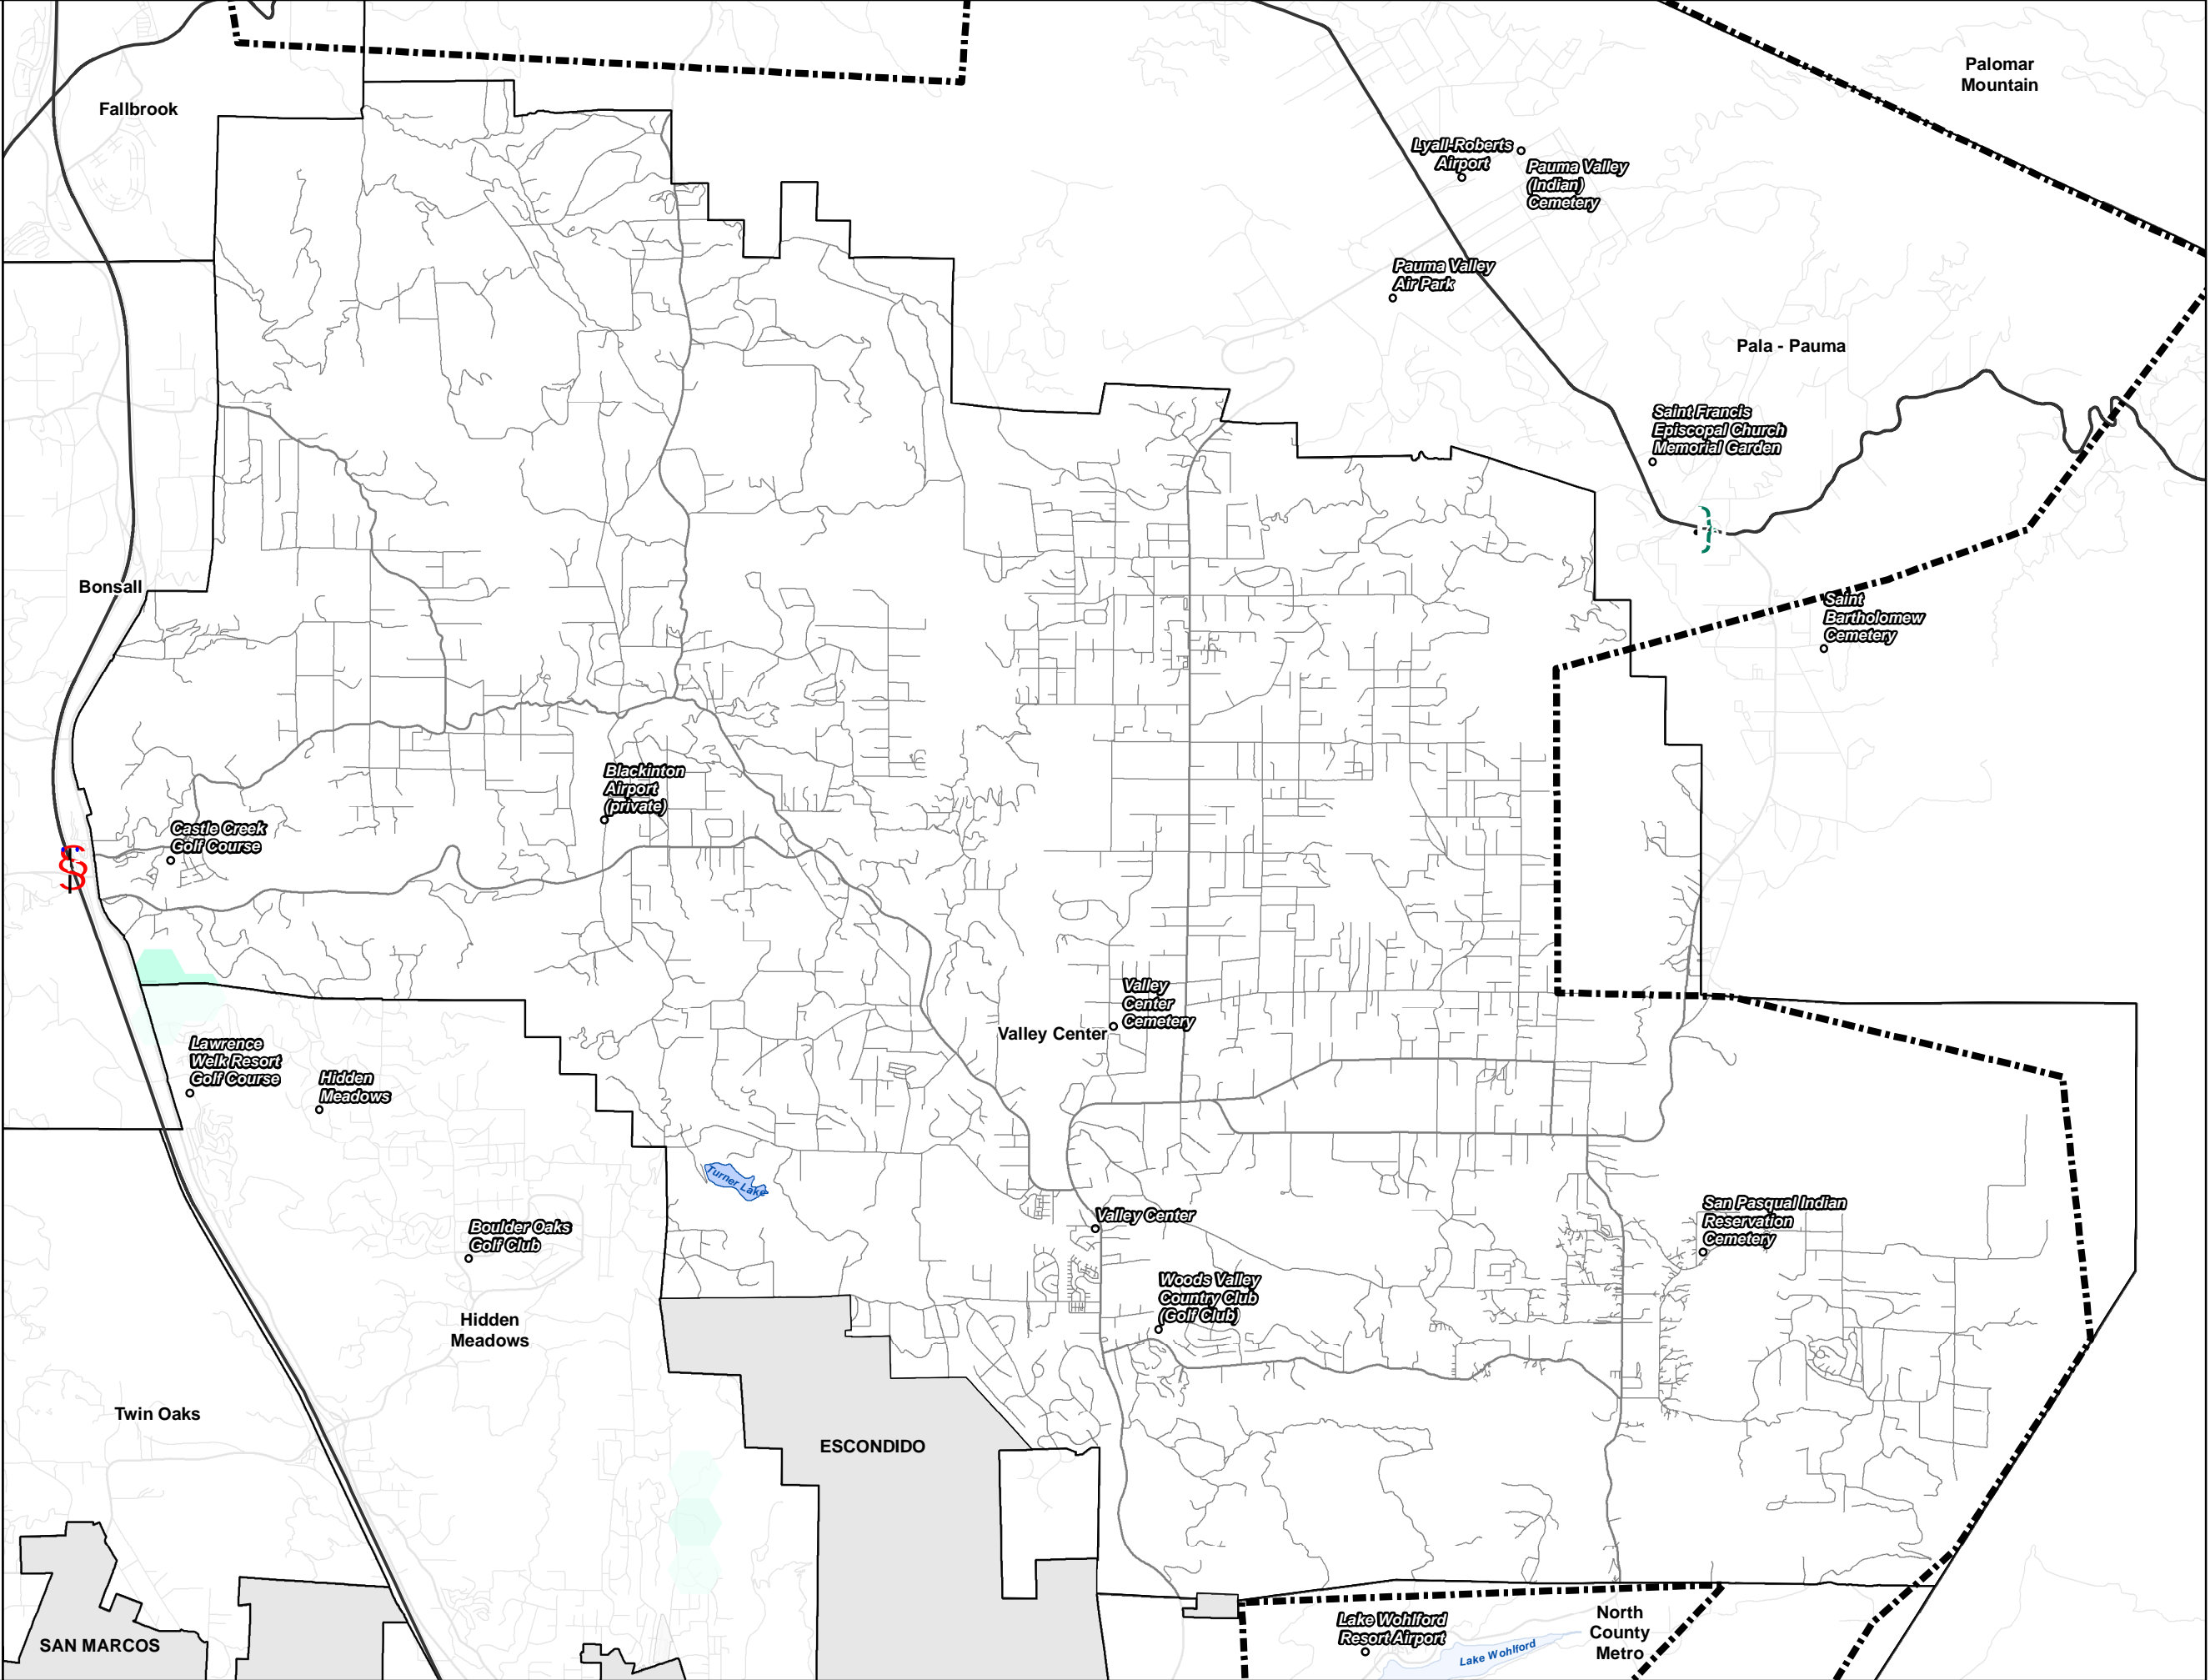 Palomar
Mountain
Fallbrook
Lyall-Roberts
Airport
Pauma Valley
(Indian)
Cemetery
Pauma Valley
Air Park
Pala - Pauma
Saint Francis
Episcopal Church
Memorial Garden
Bonsall
Saint
Bartholomew
Cemetery
Blackinton
Airport
(private)
Castle Creek
Golf Course
Valley
Center
Cemetery
Valley Center
Lawrence
Welk Resort
Golf Course
Hidden
Meadows
Turner Lake
San Pasqual Indian
Reservation
Cemetery
Valley Center
Boulder Oaks
Golf Club
Woods Valley
Country Club
(Golf Club)
Hidden
Meadows
Twin Oaks
ESCONDIDO
SAN MARCOS
Lake Wohlford
Resort Airport
North
County
Metro
Lake Wohlford